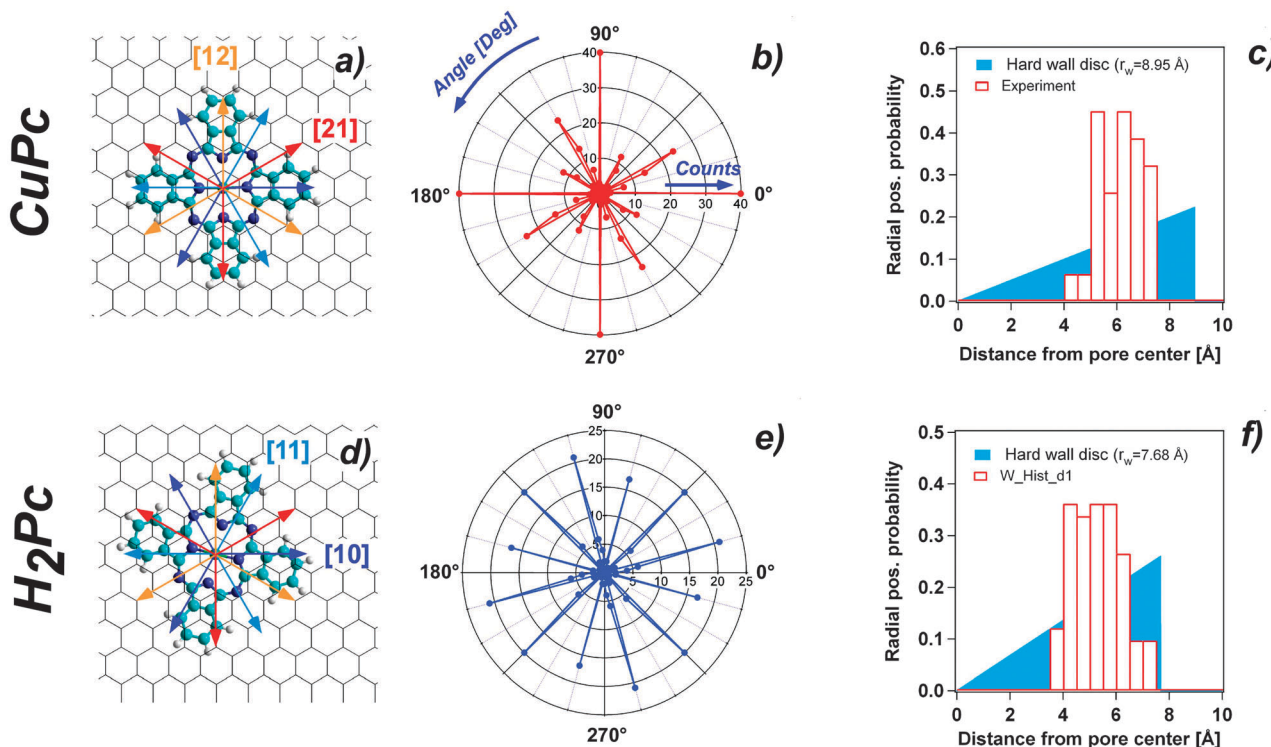 CuPc
a)
[12]
[21]
b)
Angle [Deg]
90°
40
30
20
10
Counts
180°
0°
10 20 30 40
270°
c)
0.6
0.5
0.4
0.3
0.2
0.1
0.0
Radial pos. probability
Hard wall disc (rw=8.95 Å)
Experiment
0 2 4 6 8 10
Distance from pore center [Å]
H2Pc
d)
[11]
[10]
e)
90°
25
20
15
10
5
180°
0°
5 10 15 20 25
270°
f)
0.5
0.4
0.3
0.2
0.1
0.0
Radial pos. probability
Hard wall disc (rw=7.68 Å)
W_Hist_d1
0 2 4 6 8 10
Distance from pore center [Å]